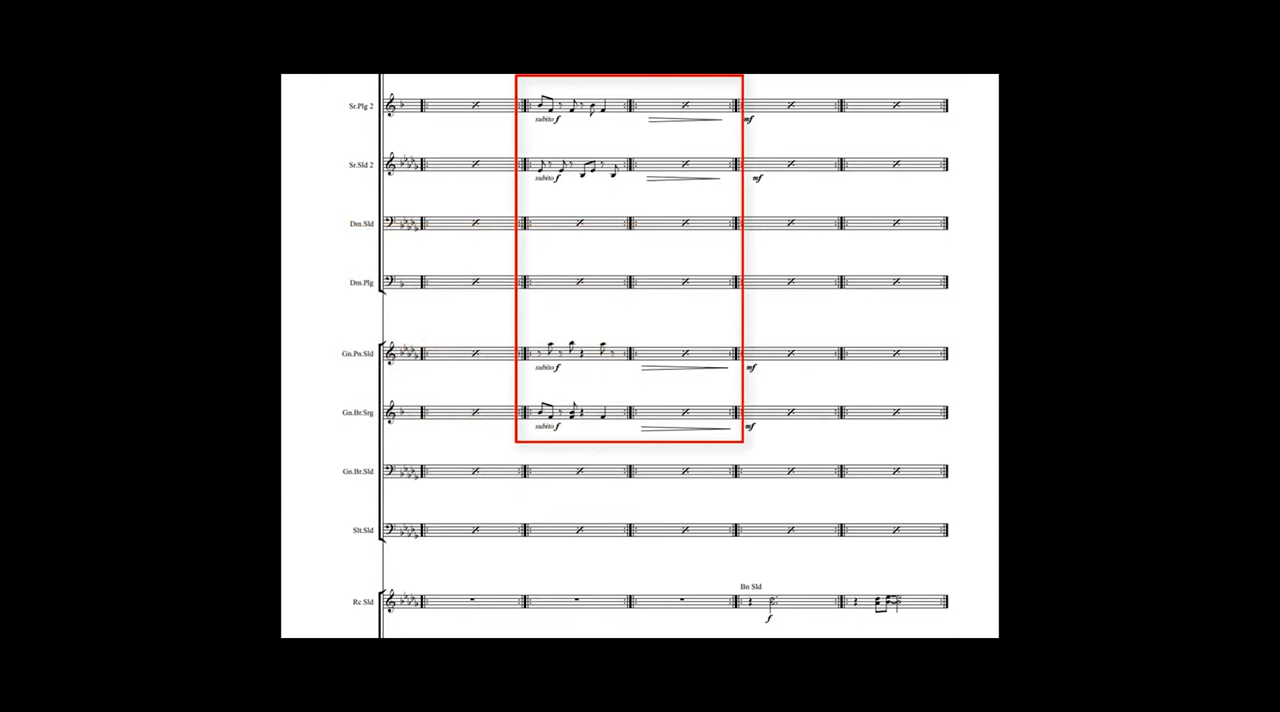 Sr.Plg 2
subito f
mf
Sr.Sld 2
subito f
mf
Dm.Sld
Dm.Plg
Gn.Pn.Sld
subito f
mf
Gn.Br.Srg
subito f
mf
Gn.Br.Sld
Slt.Sld
Bn Sld
Rc Sld
f